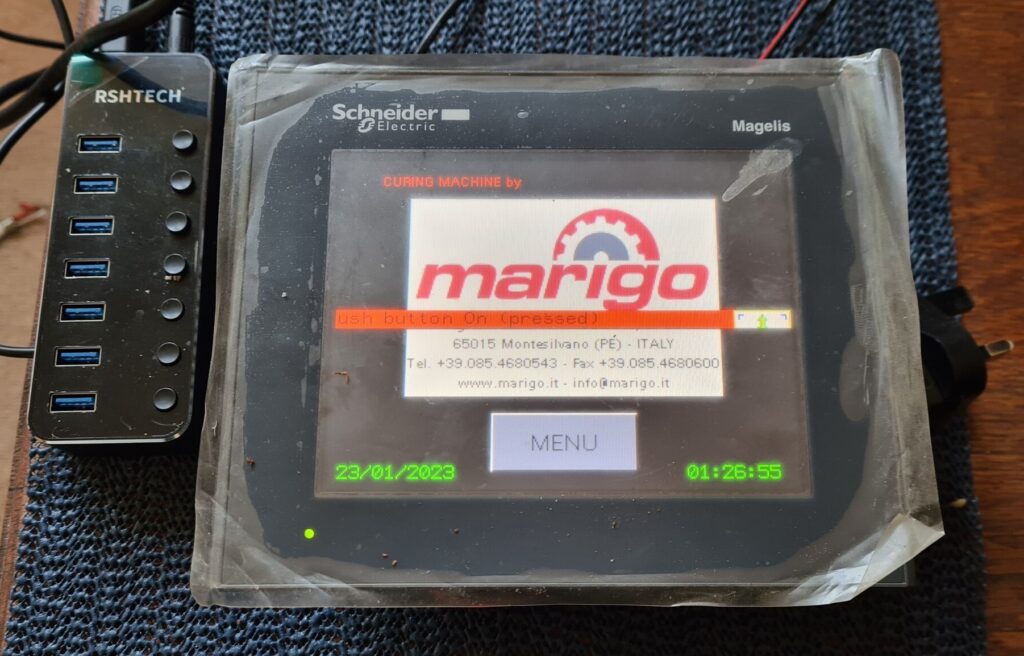 RSHTECH
Schneider
Electric
Magelis
CURING MACHINE by
marigo
ush button On (pressed)
65015 Montesilvano (PE) - ITALY
Tel. +39.085.4680543 - Fax +39.085.4680600
www.marigo.it - info@marigo.it
MENU
23/01/2023
01:26:55